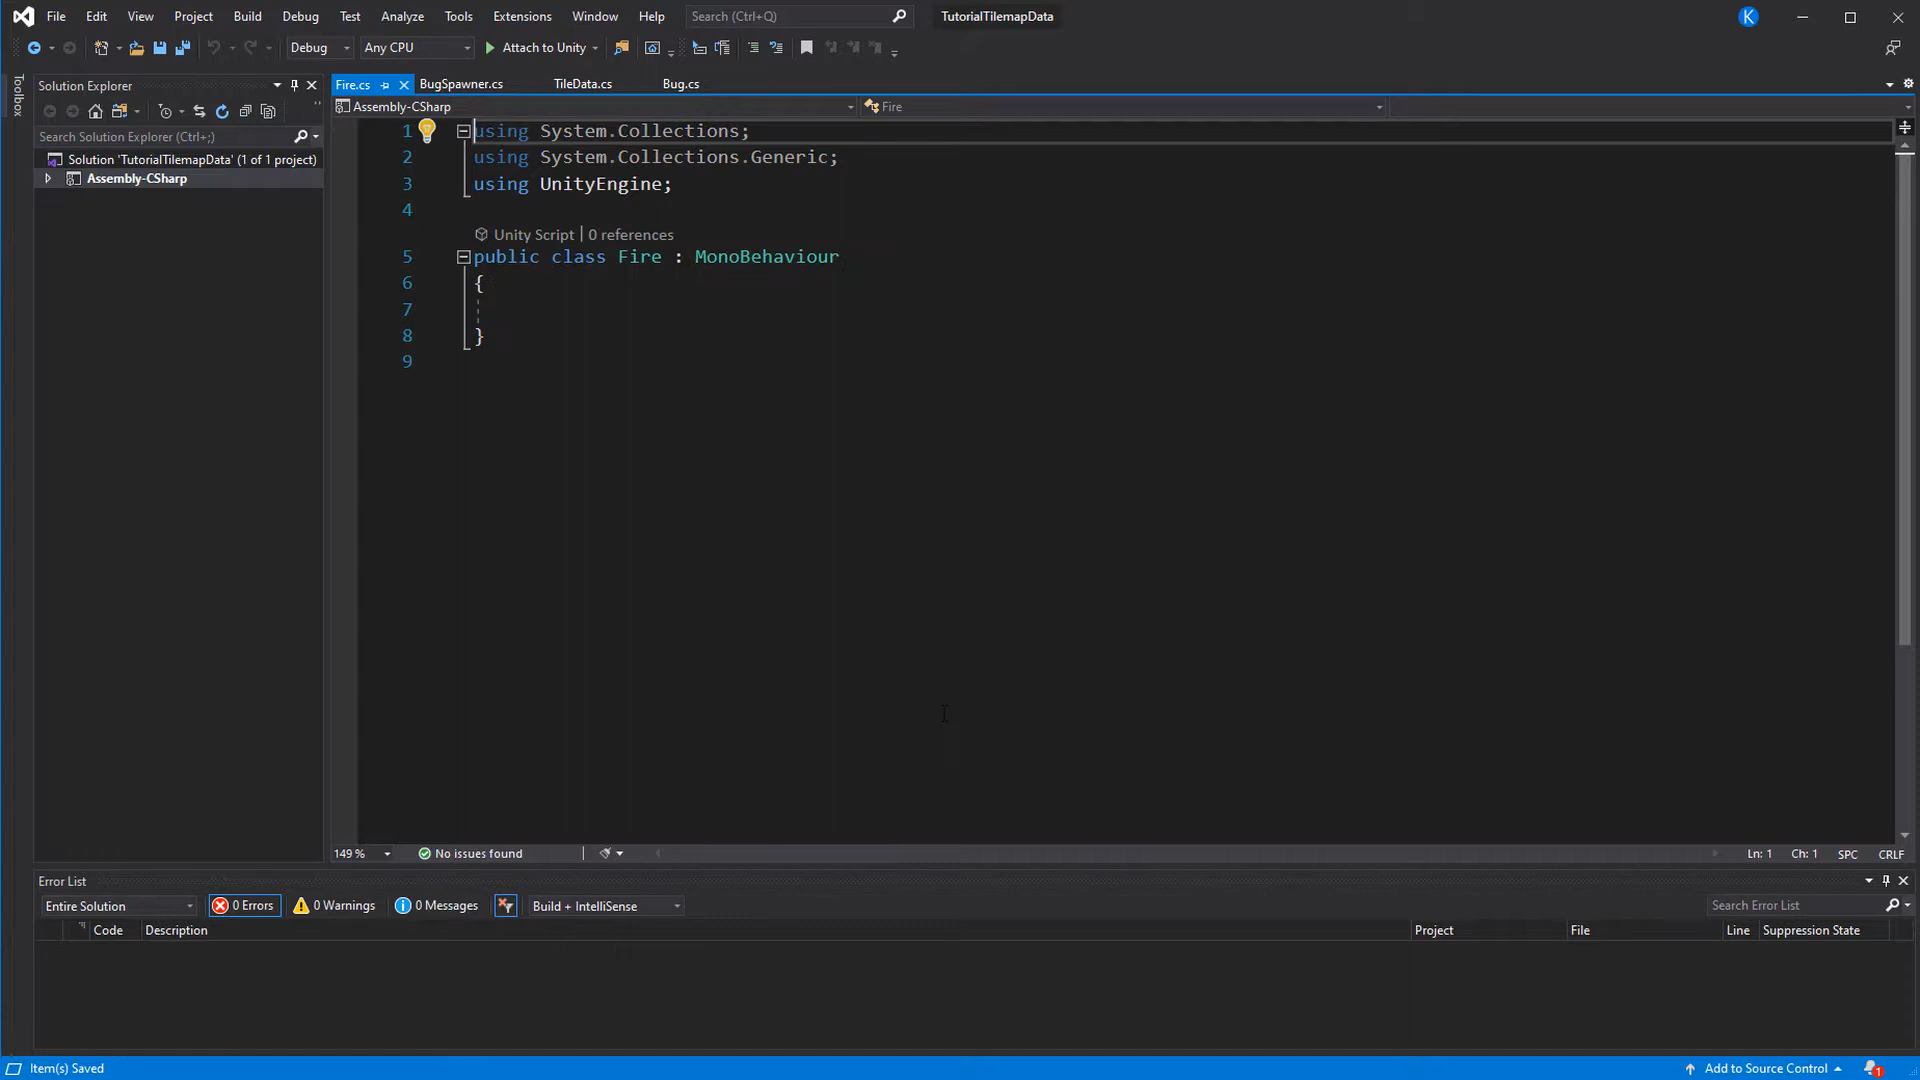 File Edit View Project Build Debug Test Analyze Tools Extensions Window Help Search (Ctrl+Q) TutorialTilemapData K
Debug Any CPU Attach to Unity
Toolbox
Solution Explorer
Search Solution Explorer (Ctrl+;)
Solution 'TutorialTilemapData' (1 of 1 project)
Assembly-CSharp
Fire.cs BugSpawner.cs TileData.cs Bug.cs
Assembly-CSharp Fire
1 using System.Collections;
2 using System.Collections.Generic;
3 using UnityEngine;
4
Unity Script | 0 references
5 public class Fire : MonoBehaviour
6 {
7
8 }
9
149 % No issues found Ln: 1 Ch: 1 SPC CRLF
Error List
Entire Solution 0 Errors 0 Warnings 0 Messages Build + IntelliSense Search Error List
Code Description Project File Line Suppression State
Item(s) Saved Add to Source Control 1